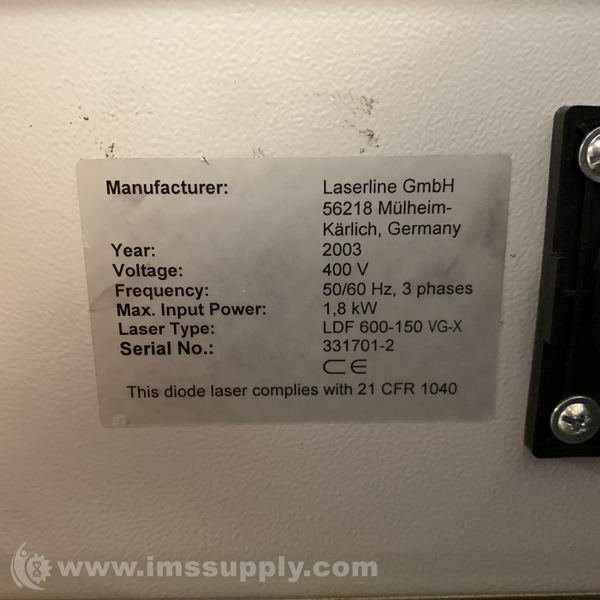 Manufacturer: Laserline GmbH
56218 Mülheim-
Kärlich, Germany
Year: 2003
Voltage: 400 V
Frequency: 50/60 Hz, 3 phases
Max. Input Power: 1,8 kW
Laser Type: LDF 600-150 VG-X
Serial No.: 331701-2
CE
This diode laser complies with 21 CFR 1040
www.imssupply.com